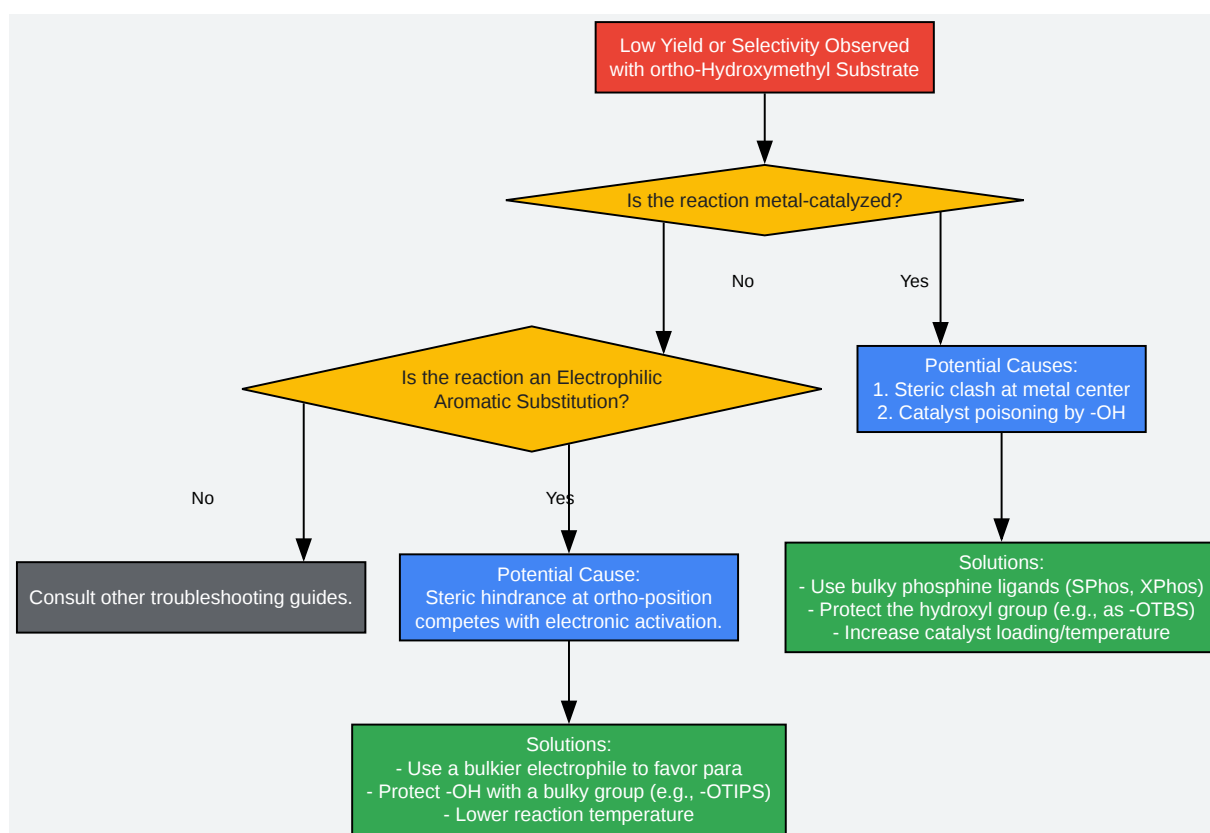 Low Yield or Selectivity Observed
with ortho-Hydroxymethyl Substrate
Is the reaction metal-catalyzed?
No
Yes
Is the reaction an Electrophilic
Aromatic Substitution?
Potential Causes:
1. Steric clash at metal center
2. Catalyst poisoning by -OH
No
Yes
Consult other troubleshooting guides.
Potential Cause:
Steric hindrance at ortho-position
competes with electronic activation.
Solutions:
- Use bulky phosphine ligands (SPhos, XPhos)
- Protect the hydroxyl group (e.g., as -OTBS)
- Increase catalyst loading/temperature
Solutions:
- Use a bulkier electrophile to favor para
- Protect -OH with a bulky group (e.g., -OTIPS)
- Lower reaction temperature